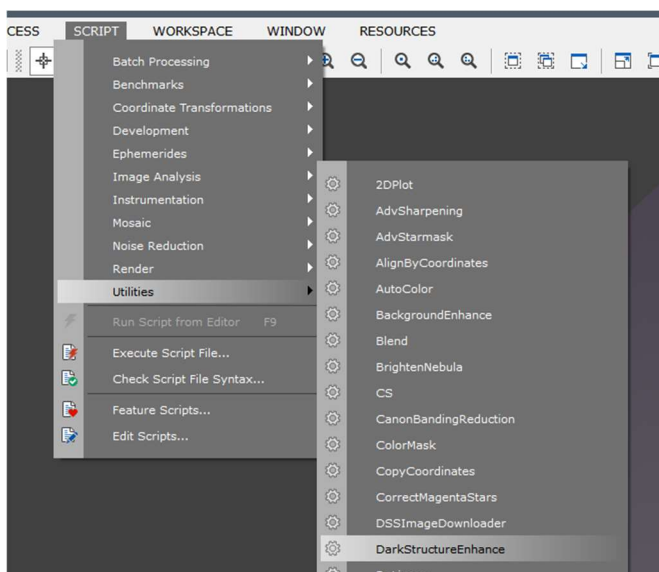 CESS SCRIPT WORKSPACE WINDOW RESOURCES
Batch Processing
Benchmarks
Coordinate Transformations
Development
Ephemerides
Image Analysis
Instrumentation
Mosaic
Noise Reduction
Render
Utilities
Run Script from Editor F9
Execute Script File...
Check Script File Syntax...
Feature Scripts...
Edit Scripts...
2DPlot
AdvSharpening
AdvStarmask
AlignByCoordinates
AutoColor
BackgroundEnhance
Blend
BrightenNebula
CS
CanonBandingReduction
ColorMask
CopyCoordinates
CorrectMagentaStars
DSSImageDownloader
DarkStructureEnhance